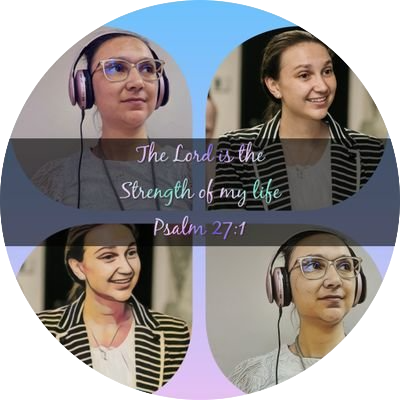 The Lord is the
Strength of my life
Psalm 27:1